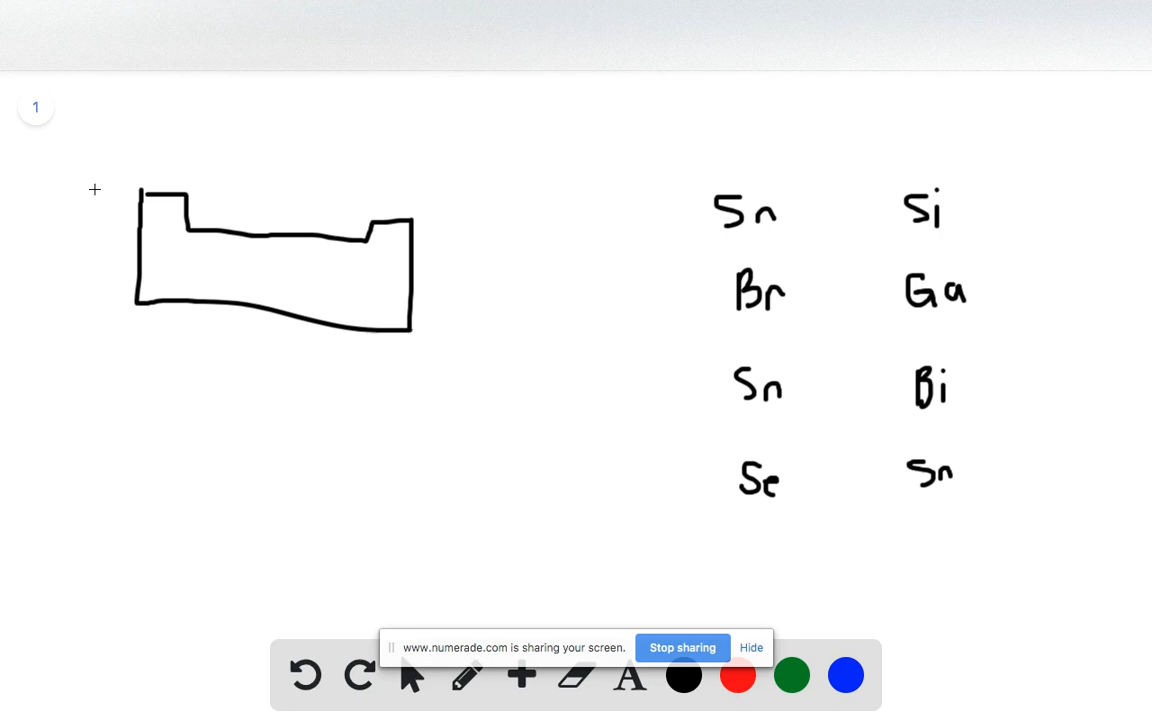 1
Sn Si
Br Ga
Sn Bi
Se Sn
www.numerade.com is sharing your screen. Stop sharing Hide
A